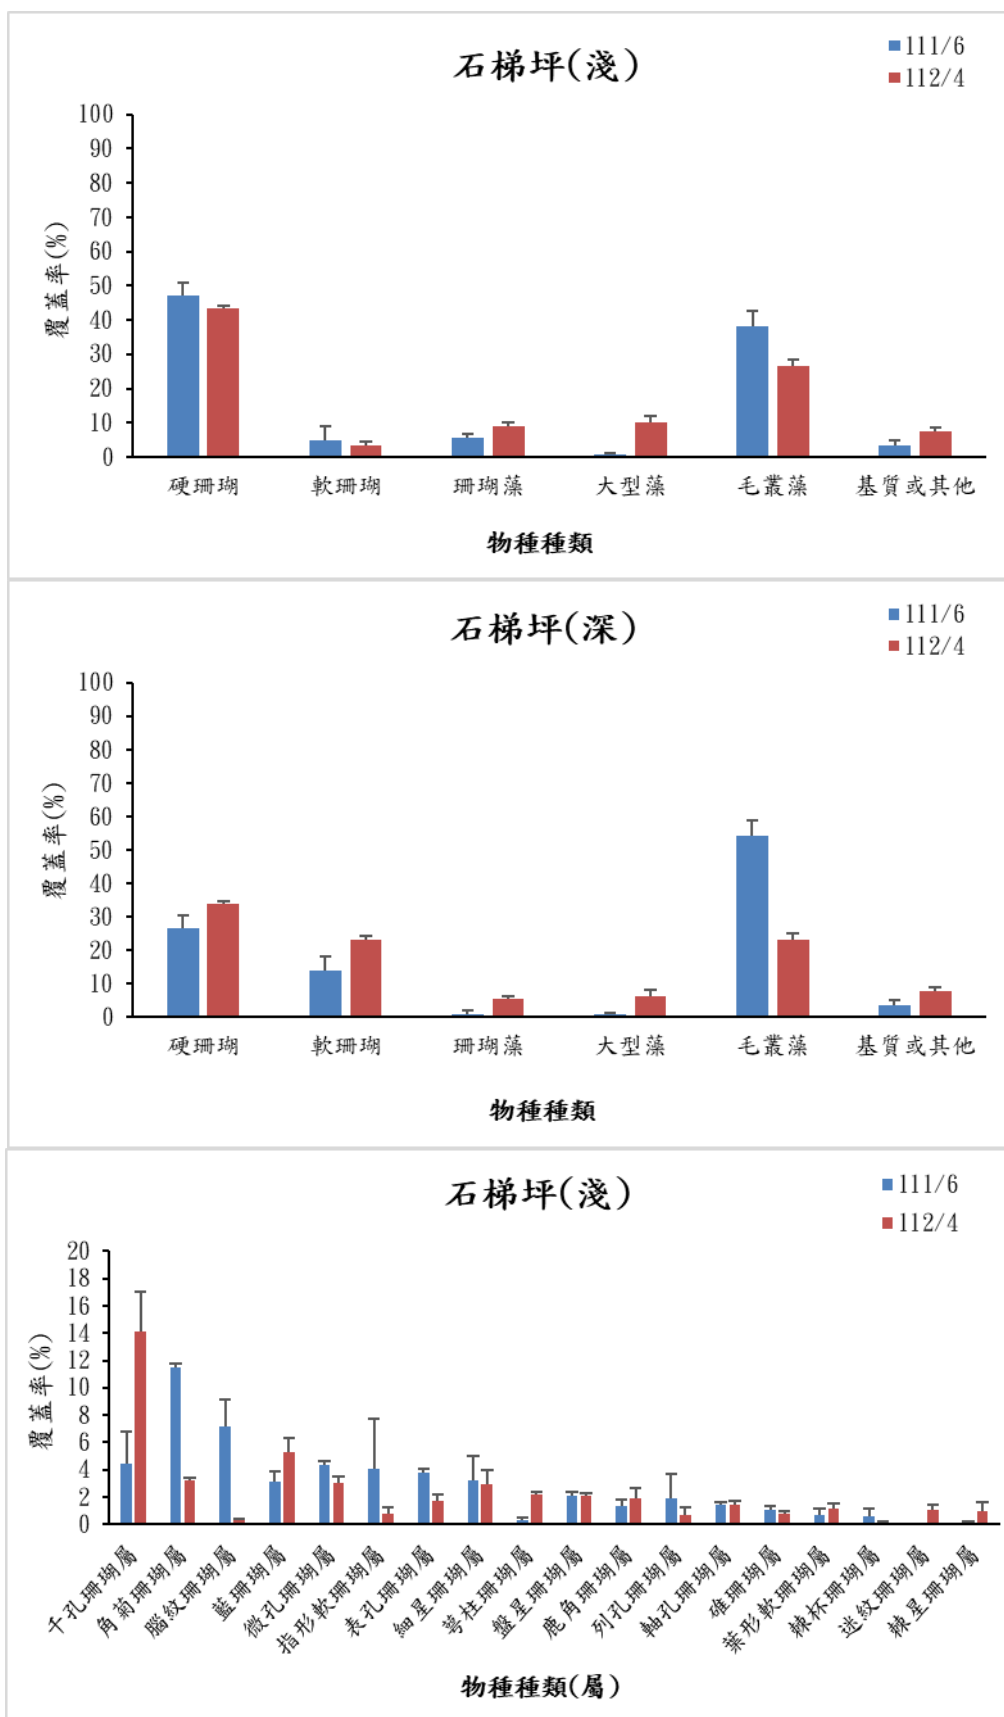 石梯坪(淺)
111/6
112/4
100
90
80
70
60
50
40
30
20
10
0
覆蓋率(%)
硬珊瑚 軟珊瑚 珊瑚藻 大型藻 毛叢藻 基質或其他
物種種類
石梯坪(深)
111/6
112/4
100
90
80
70
60
50
40
30
20
10
0
覆蓋率(%)
硬珊瑚 軟珊瑚 珊瑚藻 大型藻 毛叢藻 基質或其他
物種種類
石梯坪(淺)
111/6
112/4
20
18
16
14
12
10
8
6
4
2
0
覆蓋率(%)
千孔珊瑚屬
角菊珊瑚屬
腦紋珊瑚屬
藍珊瑚屬
微孔珊瑚屬
指形軟珊瑚屬
表孔珊瑚屬
細星珊瑚屬
萼柱珊瑚屬
盤星珊瑚屬
鹿角珊瑚屬
列孔珊瑚屬
軸孔珊瑚屬
碓珊瑚屬
葉形軟珊瑚屬
棘杯珊瑚屬
迷紋珊瑚屬
棘星珊瑚屬
物種種類(屬)